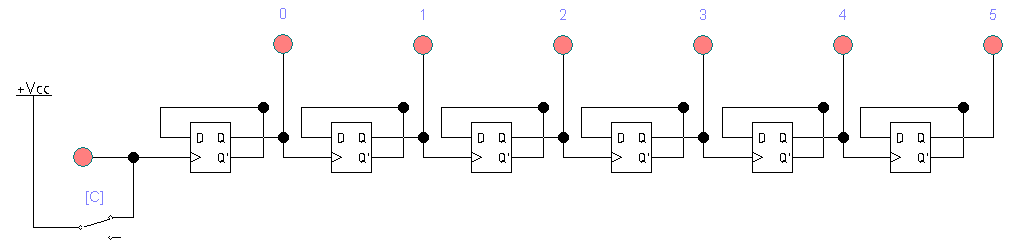 0 1 2 3 4 5
+Vcc
D Q D Q D Q D Q D Q D Q
Q' Q' Q' Q' Q' Q'
[C]